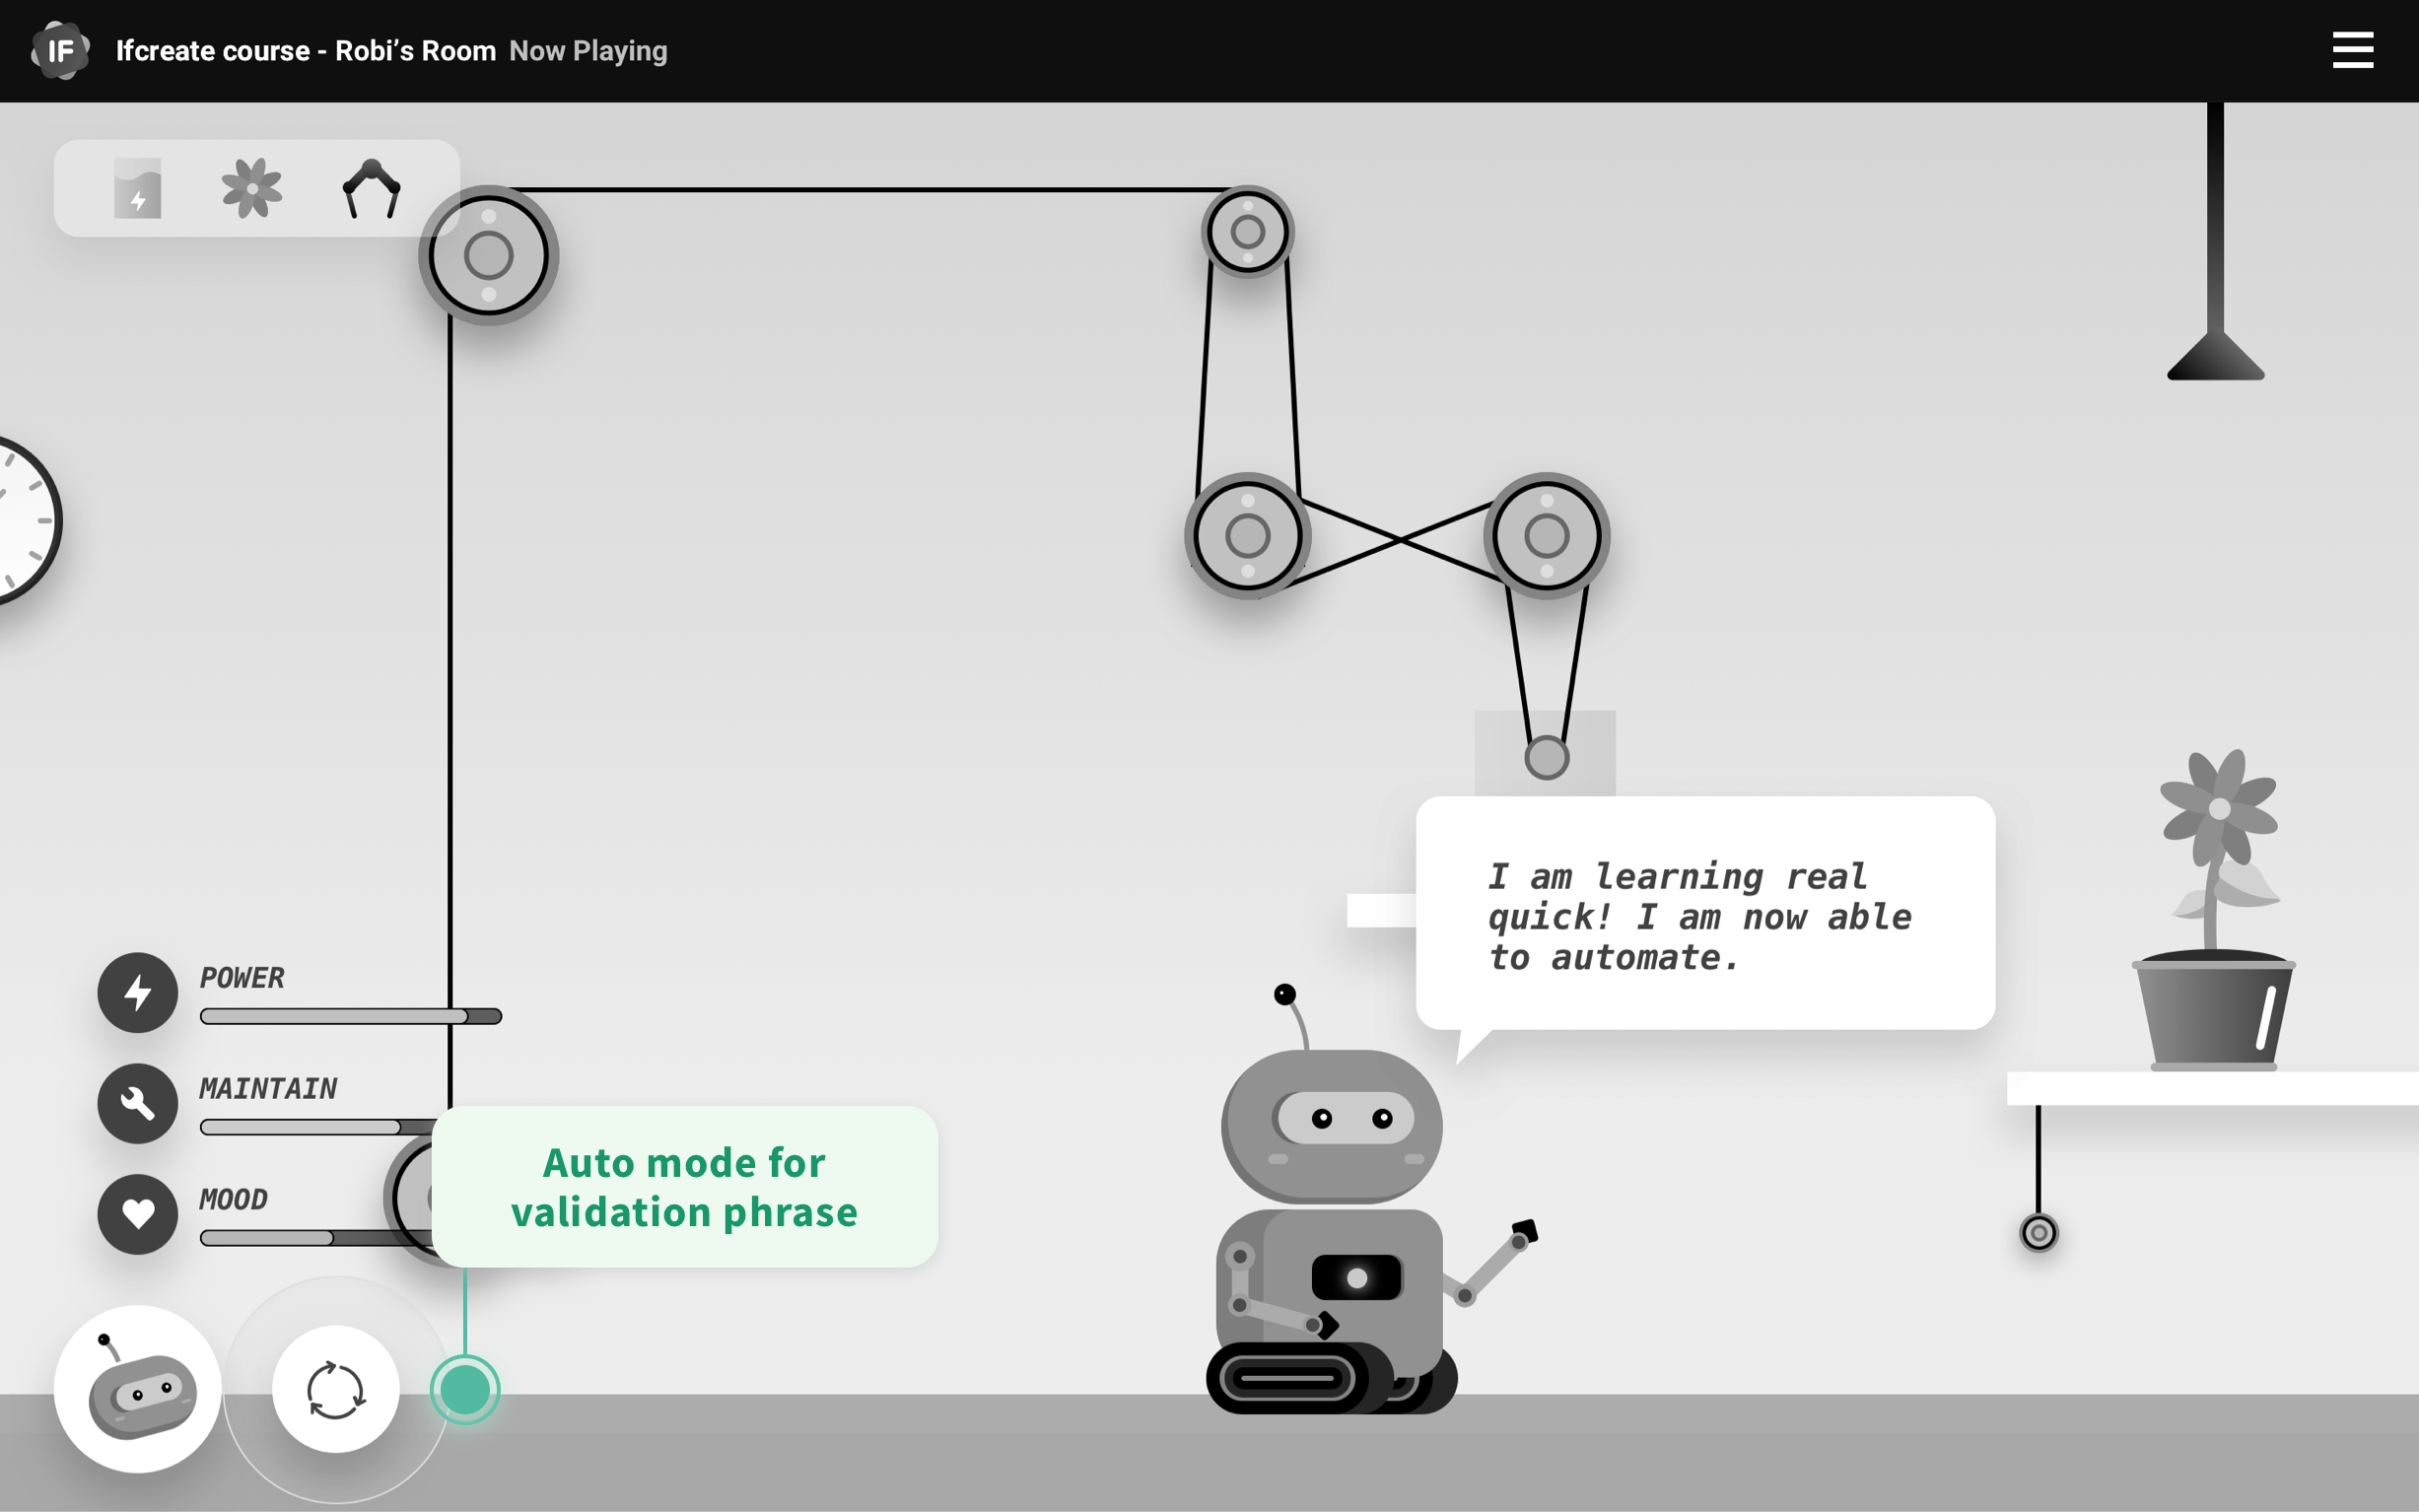 IF
Ifcreate course - Robi's Room Now Playing
I am learning real
quick! I am now able
to automate.
POWER
MAINTAIN
MOOD
Auto mode for
validation phrase